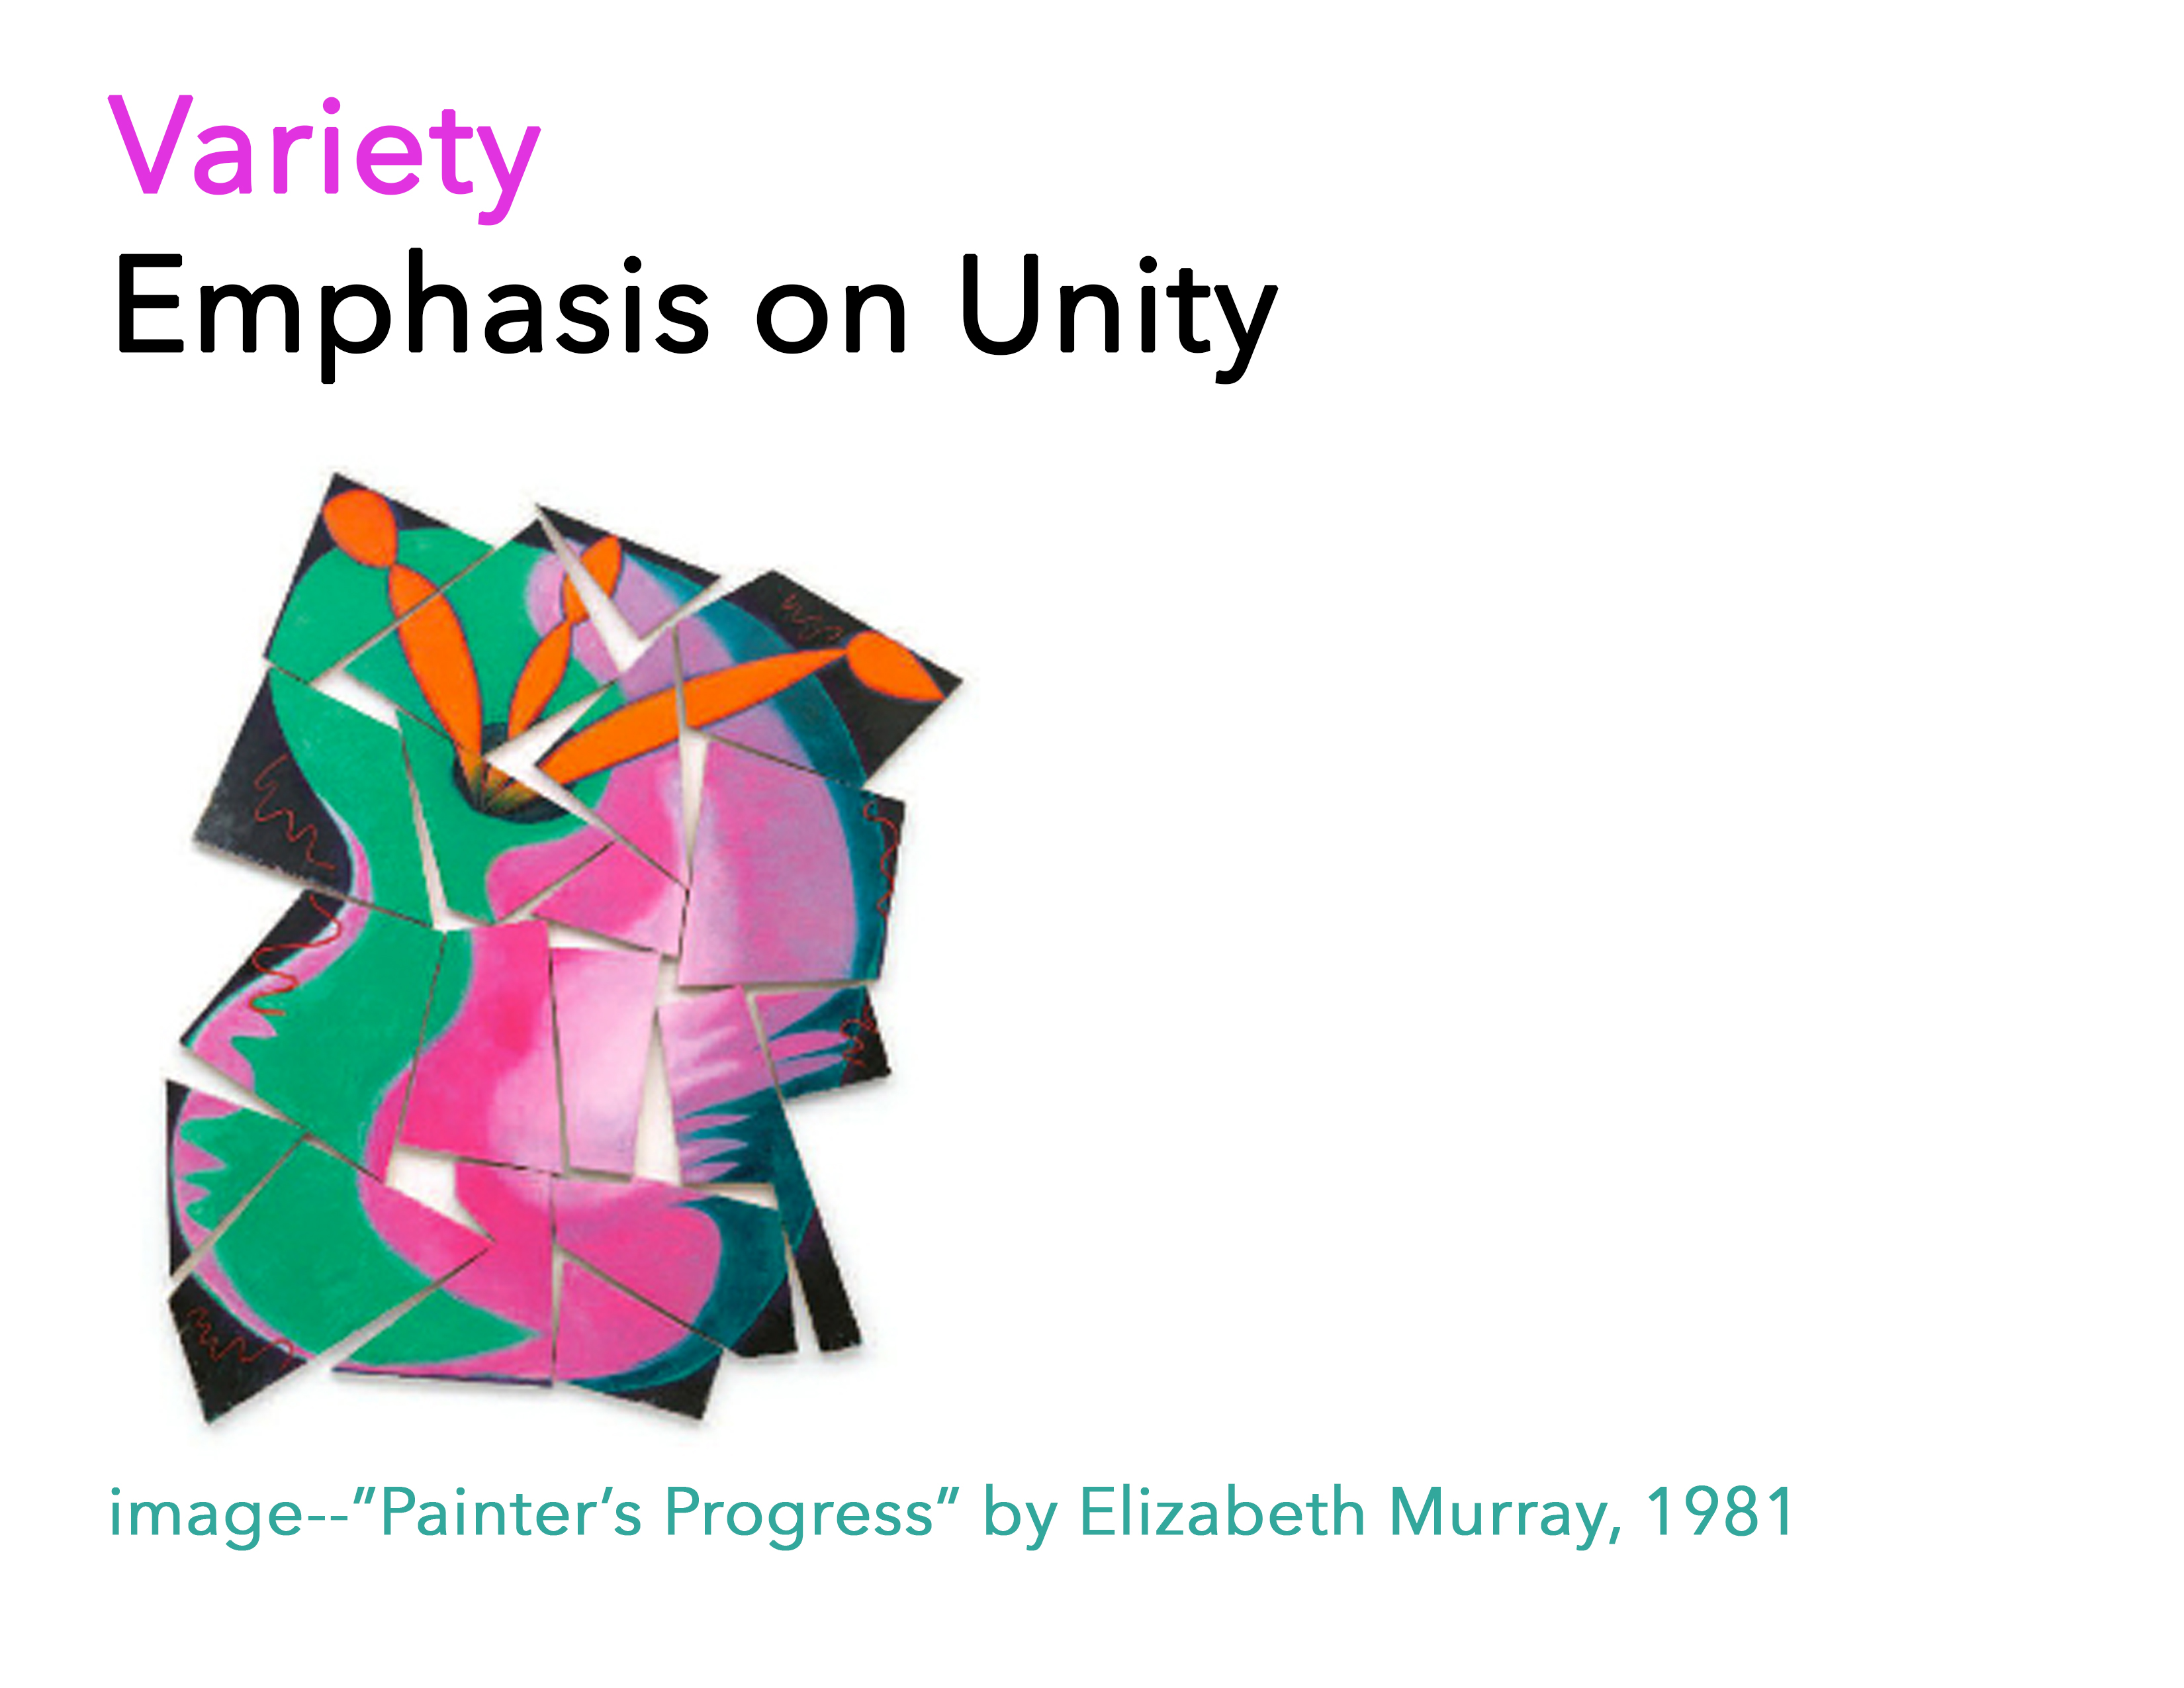 Variety
Emphasis on Unity
image--”Painter’s Progress” by Elizabeth Murray, 1981